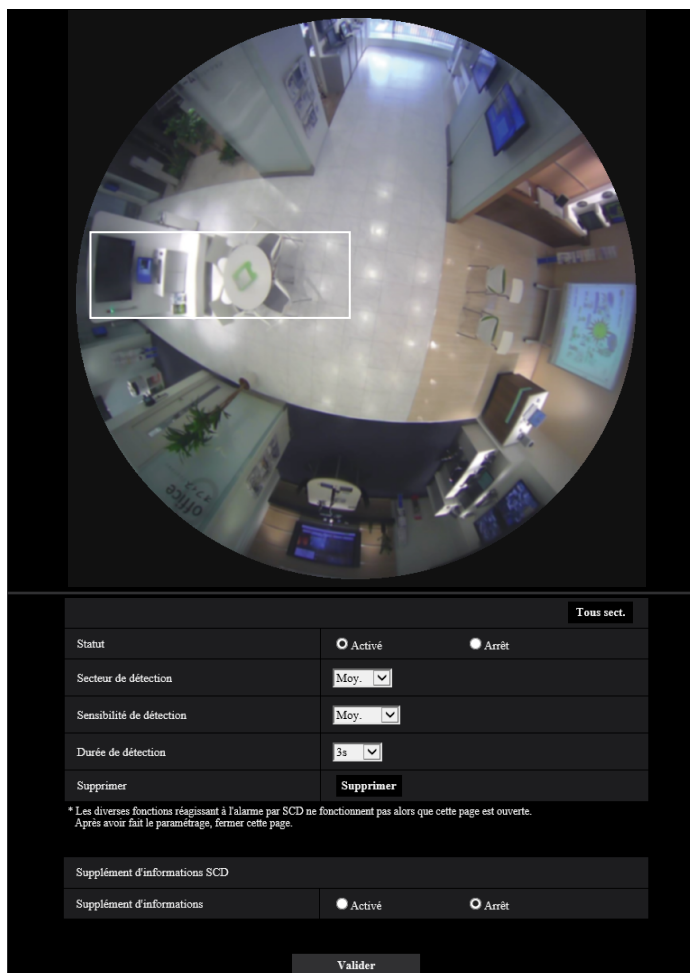 office
Tous sect.
Statut Activé Arrêt
Secteur de détection Moy.
Sensibilité de détection Moy.
Durée de détection 3s
Supprimer Supprimer
* Les diverses fonctions réagissant à l'alarme par SCD ne fonctionnent pas alors que cette page est ouverte.
Après avoir fait le paramétrage, fermer cette page.
Supplément d'informations SCD
Supplément d'informations Activé Arrêt
Valider